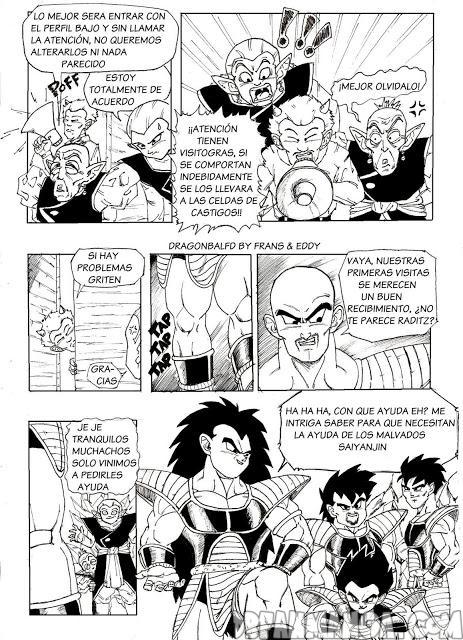 LO MEJOR SERA ENTRAR CON
EL PERFIL BAJO Y SIN LLAMAR
LA ATENCIÓN, NO QUEREMOS
ALTERARLOS NI NADA
PARECIDO
POFF
ESTOY
TOTALMENTE DE
ACUERDO
!!!
¡¡ATENCIÓN
TIENEN
VISITOGRAS, SI
SE COMPORTAN
INDEBIDAMENTE
SE LOS LLEVARA
A LAS CELDAS DE
CASTIGOS!!
¡MEJOR OLVIDALO!
DRAGONBALFD BY FRANS & EDDY
SI HAY
PROBLEMAS
GRITEN
GRA-
CIAS
TAP
TAP
TAP
VAYA, NUESTRAS
PRIMERAS VISITAS
SE MERECEN
UN BUEN
RECIBIMIENTO, ¿NO
TE PARECE RADITZ?
JE JE
TRANQUILOS
MUCHACHOS
SOLO VINIMOS
A PEDIRLES
AYUDA
HA HA HA, CON QUE AYUDA EH? ME
INTRIGA SABER PARA QUE NECESITAN
LA AYUDA DE LOS MALVADOS
SAIYANJIN